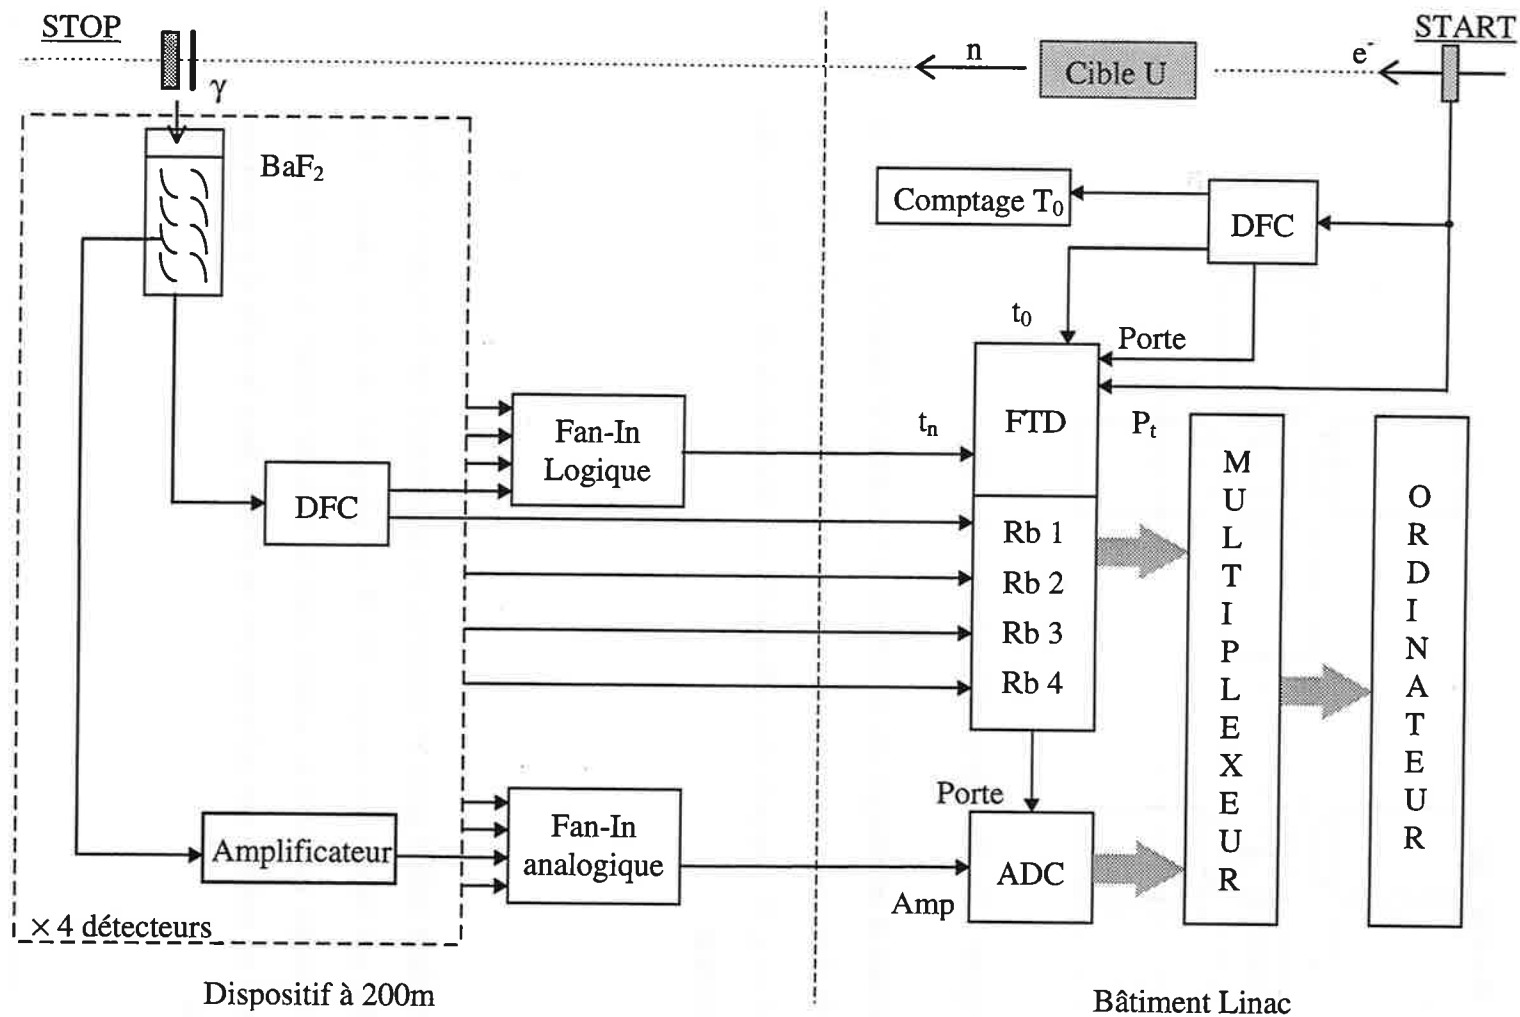 STOP
START
n
Cible U
e⁻
γ
BaF₂
Comptage T₀
DFC
t₀
Porte
Fan-In
Logique
tₙ
FTD
Pₜ
DFC
Rb 1
Rb 2
Rb 3
Rb 4
MULTIPLEXEUR
ORDINATEUR
Porte
Amplificateur
Fan-In
analogique
ADC
Amp
× 4 détecteurs
Dispositif à 200m
Bâtiment Linac